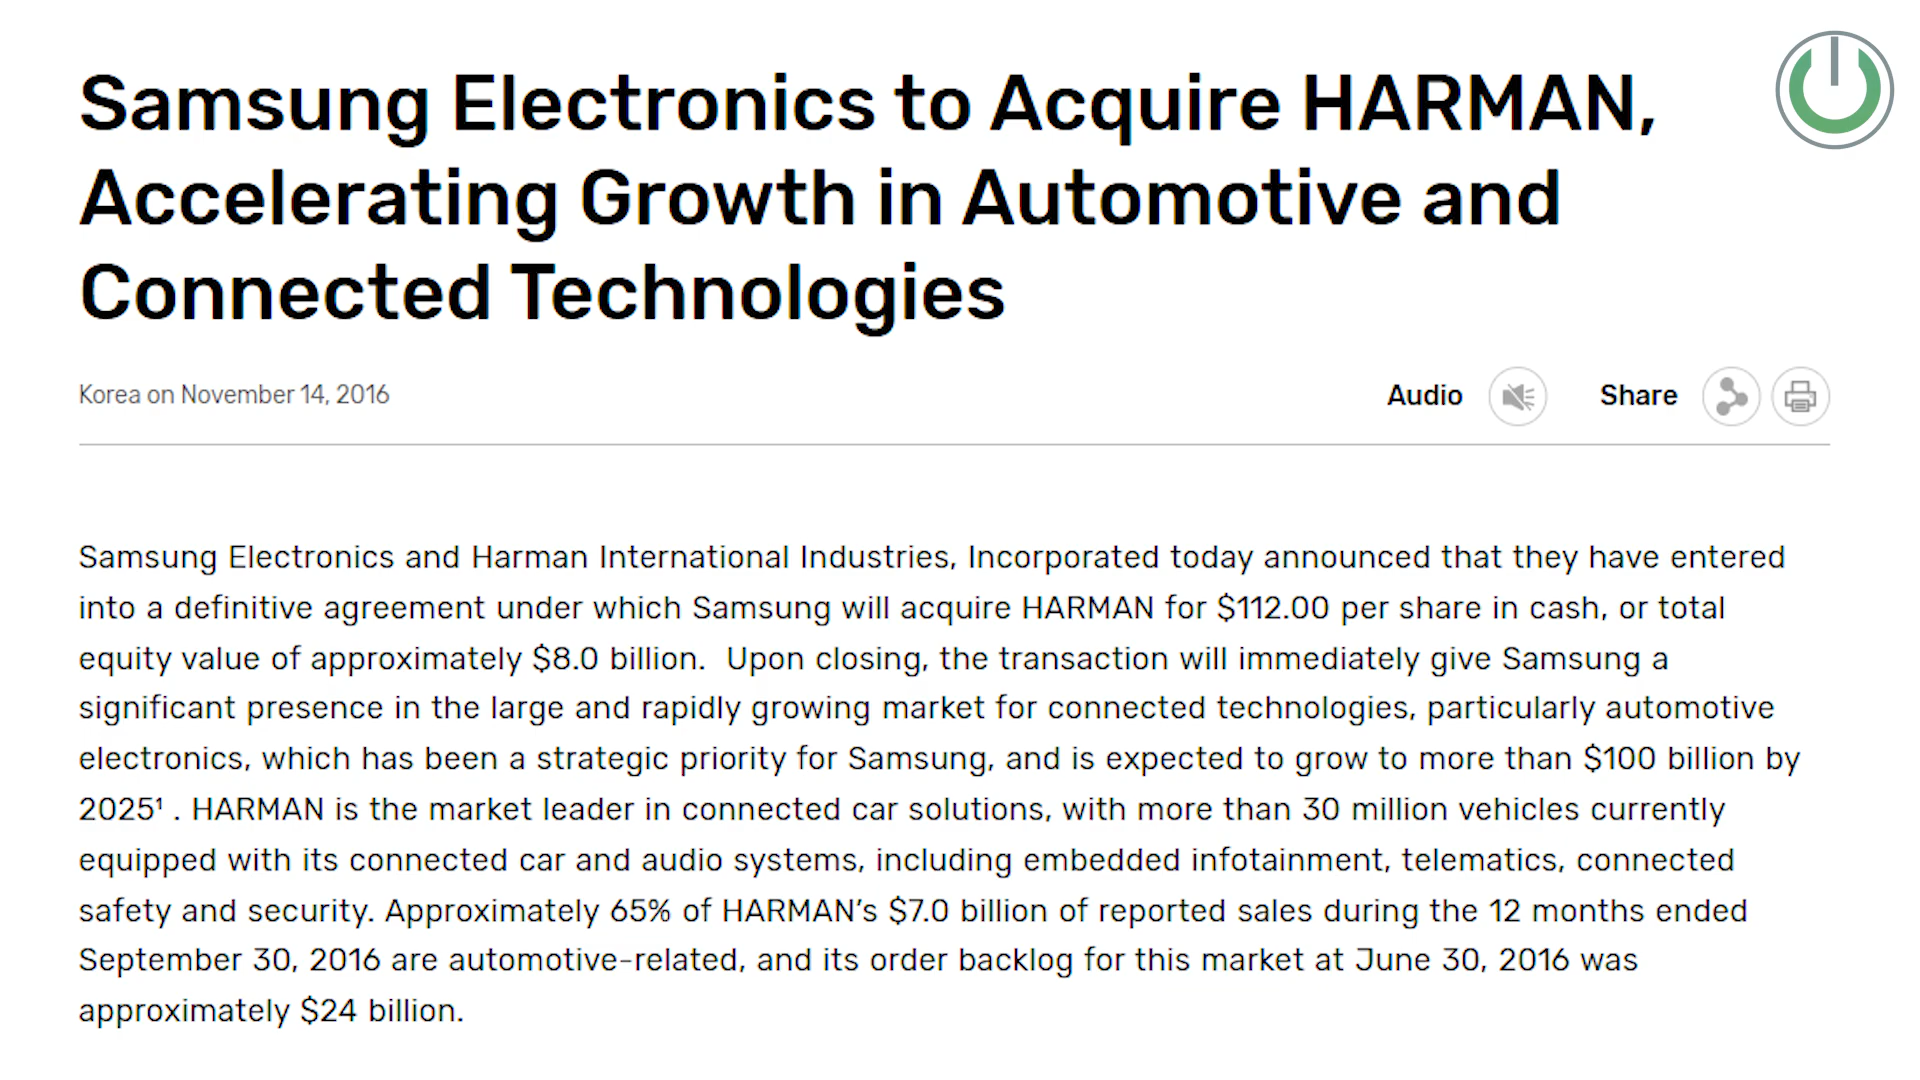 Samsung Electronics to Acquire HARMAN,
Accelerating Growth in Automotive and
Connected Technologies
Korea on November 14, 2016
Audio
Share
Samsung Electronics and Harman International Industries, Incorporated today announced that they have entered
into a definitive agreement under which Samsung will acquire HARMAN for $112.00 per share in cash, or total
equity value of approximately $8.0 billion.  Upon closing, the transaction will immediately give Samsung a
significant presence in the large and rapidly growing market for connected technologies, particularly automotive
electronics, which has been a strategic priority for Samsung, and is expected to grow to more than $100 billion by
2025¹ . HARMAN is the market leader in connected car solutions, with more than 30 million vehicles currently
equipped with its connected car and audio systems, including embedded infotainment, telematics, connected
safety and security. Approximately 65% of HARMAN’s $7.0 billion of reported sales during the 12 months ended
September 30, 2016 are automotive-related, and its order backlog for this market at June 30, 2016 was
approximately $24 billion.